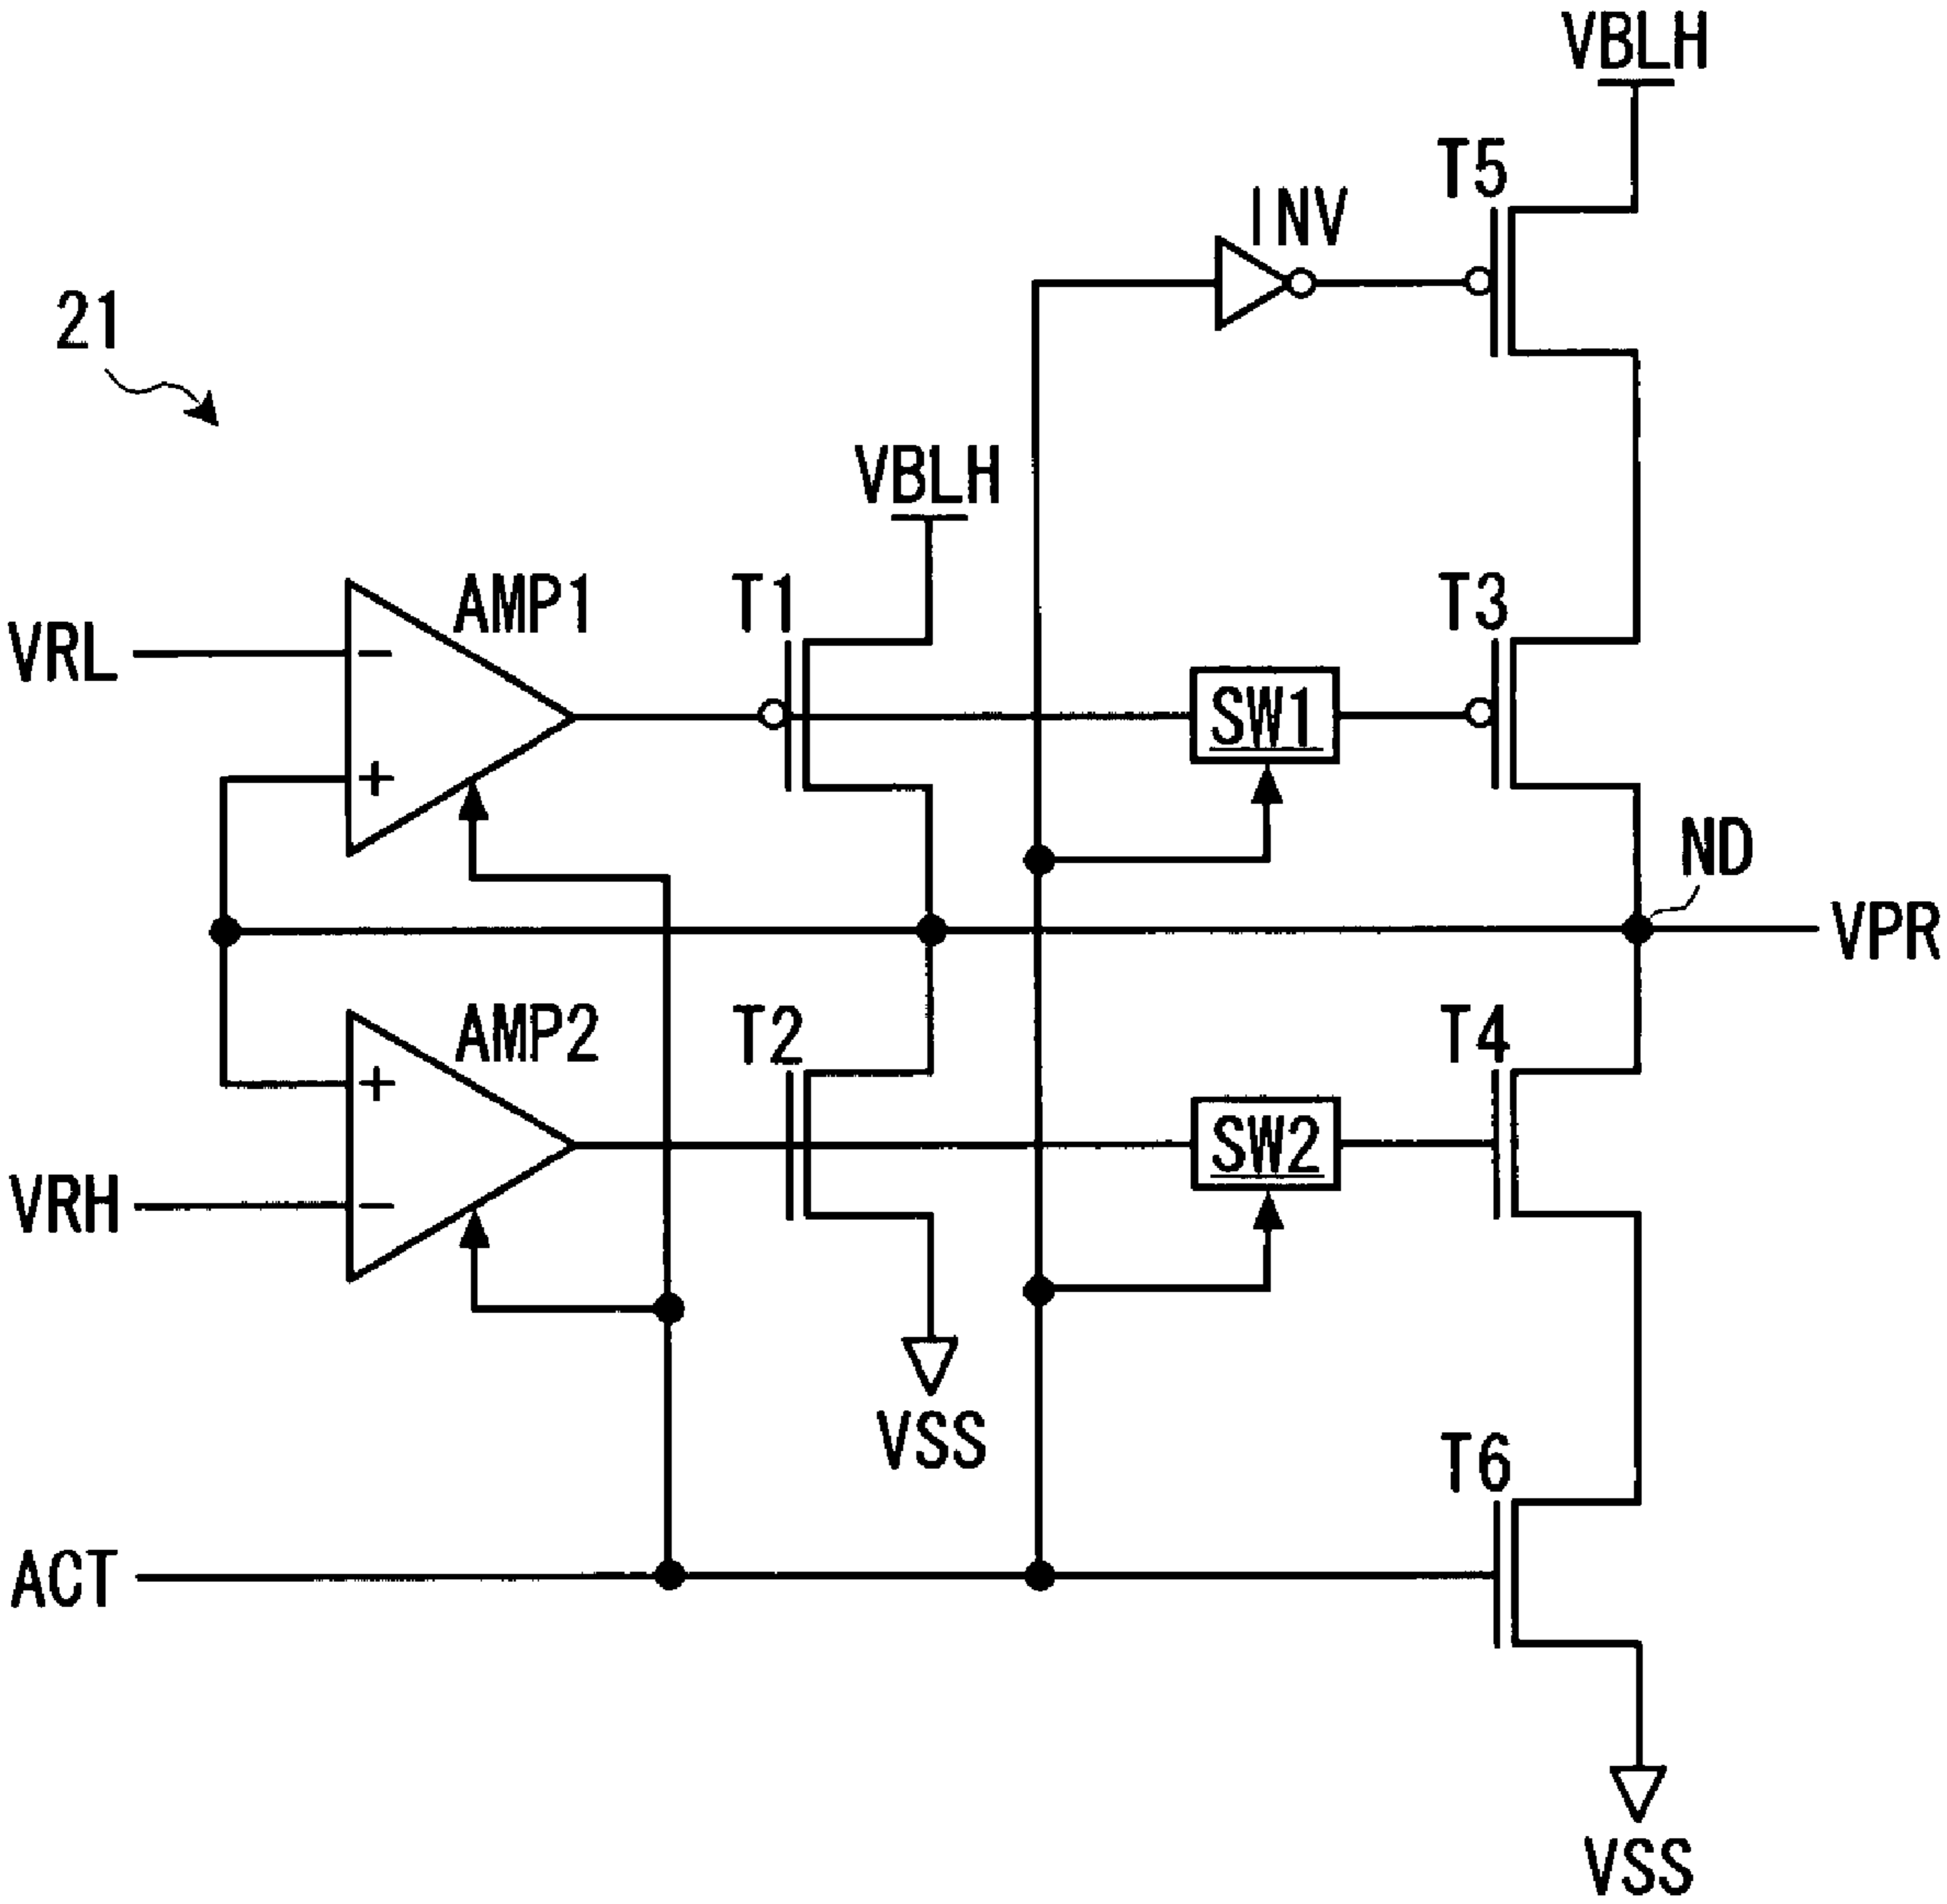 VBLH
T5
INV
21
VBLH
AMP1
T1
T3
VRL
−
SW1
+
ND
VPR
AMP2
T2
T4
+
SW2
VRH
−
VSS
T6
ACT
VSS